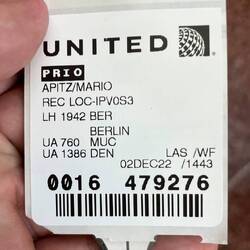 UNITED
PRIO
APITZ/MARIO
REC LOC-IPV0S3
LH 1942 BER
BERLIN
UA 760 MUC
UA 1386 DEN LAS /WF
02DEC22 /1443
0016 479276